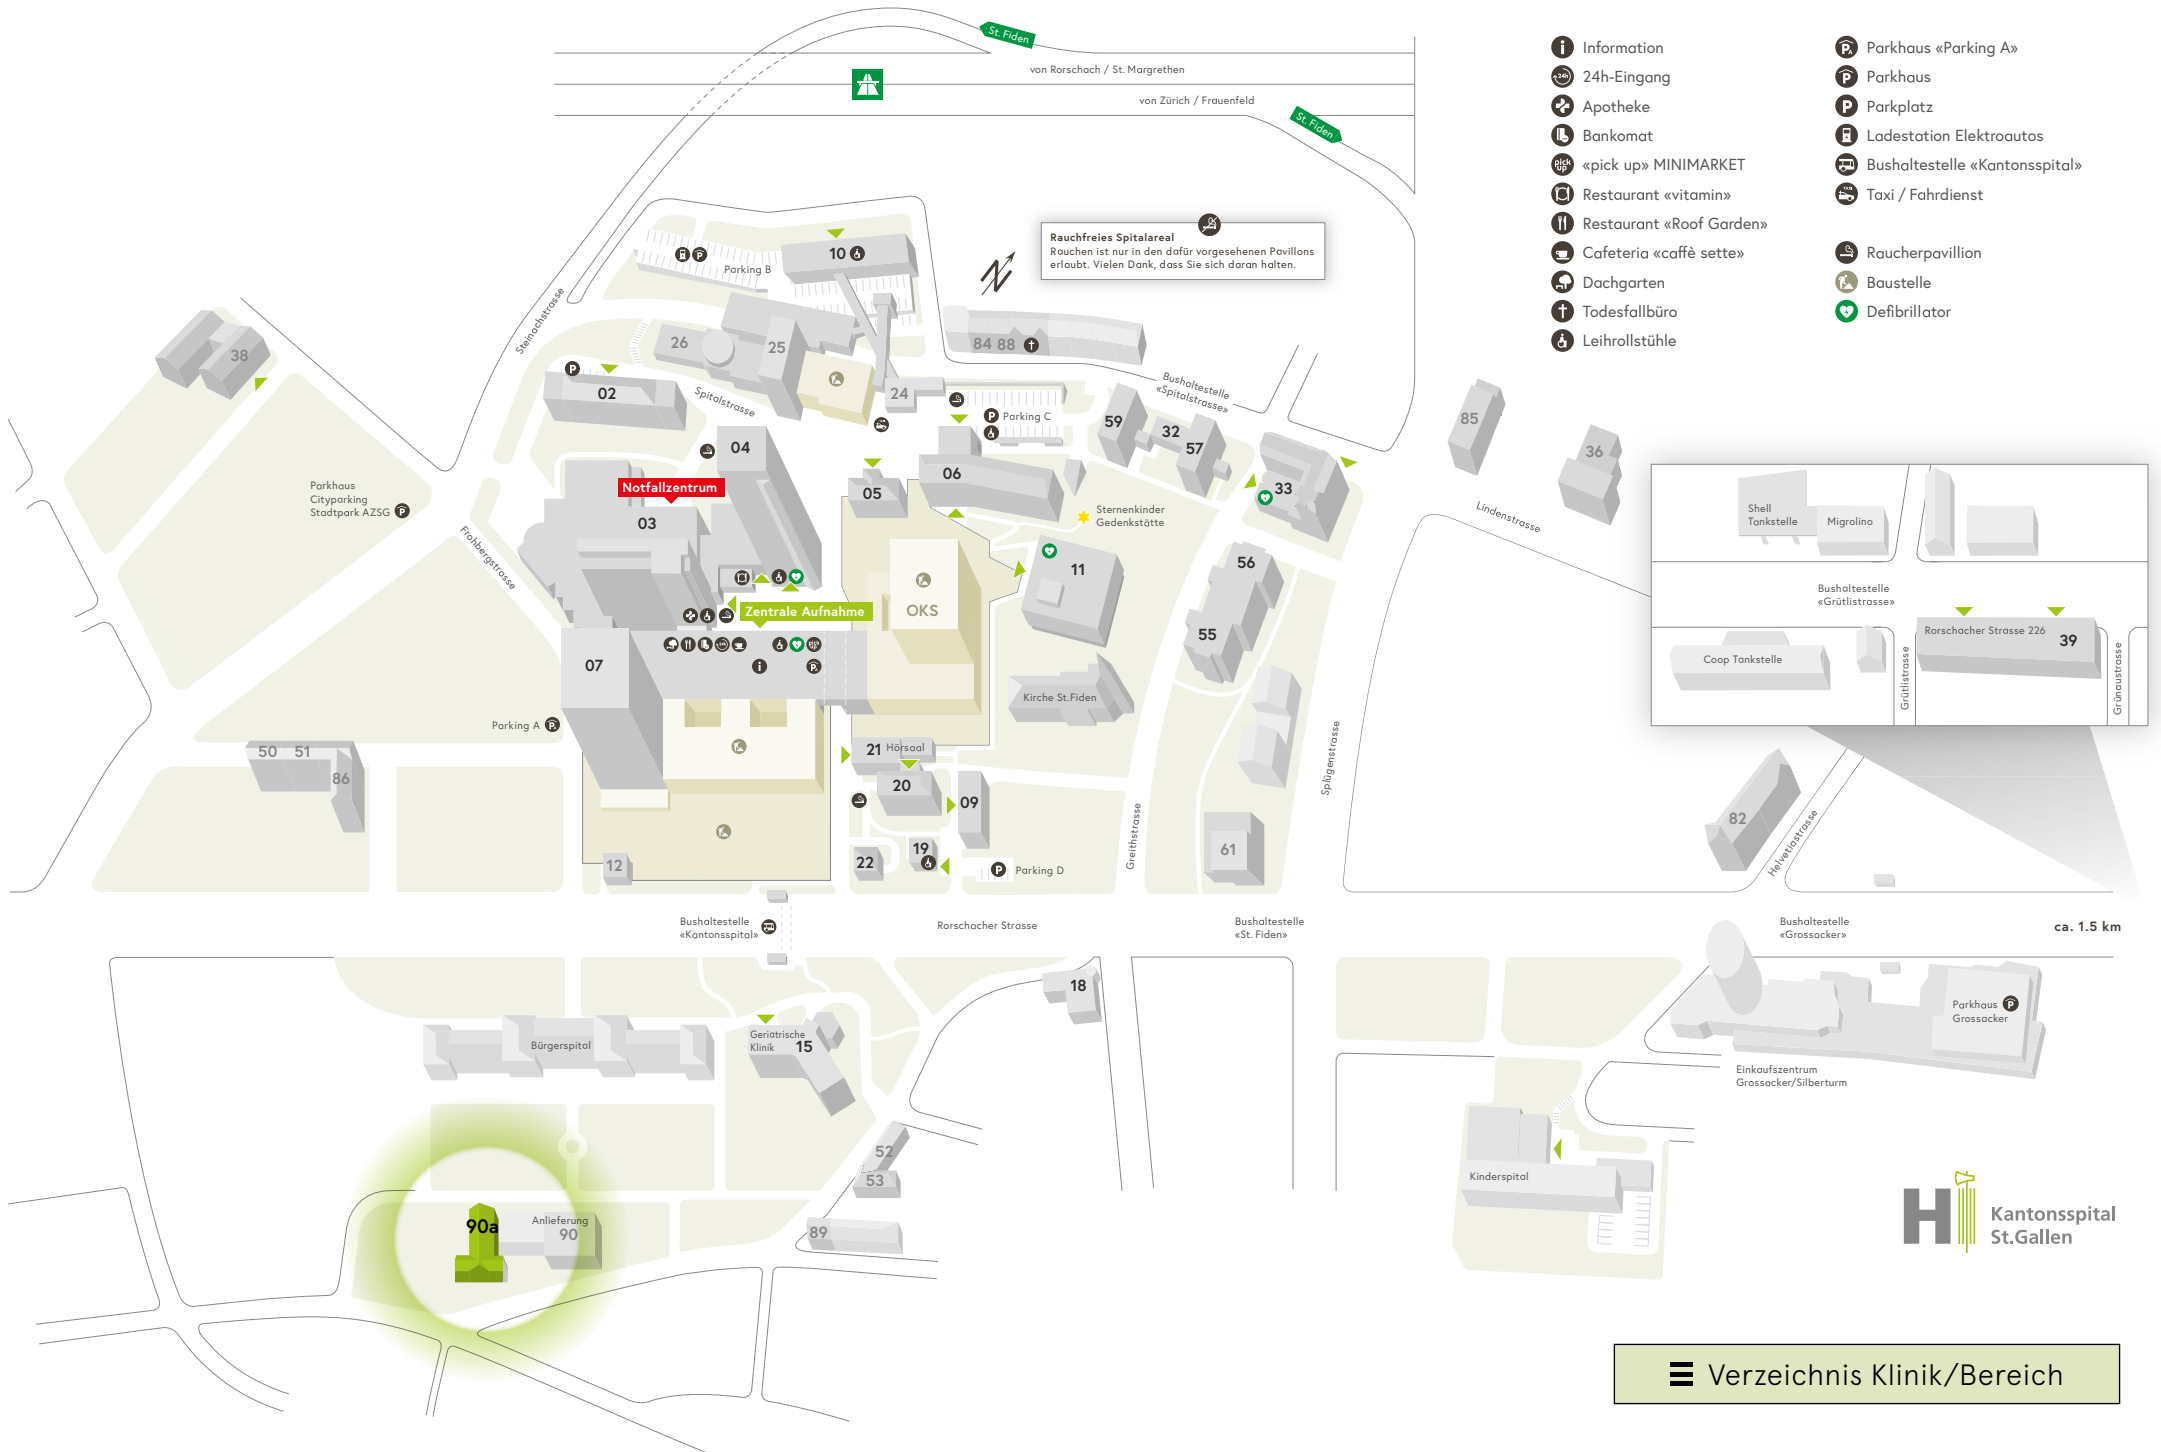 St. Fiden
von Rorschach / St. Margrethen
von Zürich / Frauenfeld
St. Fiden
Information
24h-Eingang
Apotheke
Bankomat
«pick up» MINIMARKET
Restaurant «vitamin»
Restaurant «Roof Garden»
Cafeteria «caffè sette»
Dachgarten
Todesfallbüro
Leihrollstühle
Parkhaus «Parking A»
Parkhaus
Parkplatz
Ladestation Elektroautos
Bushaltestelle «Kantonsspital»
Taxi / Fahrdienst
Raucherpavillion
Baustelle
Defibrillator
Rauchfreies Spitalareal
Rauchen ist nur in den dafür vorgesehenen Pavillons
erlaubt. Vielen Dank, dass Sie sich daran halten.
N
10
Parking B
Steinachstrasse
38
26
25
84 88
02
Spitalstrasse
24
Bushaltestelle
«Spitalstrasse»
Parking C
59
32
57
85
36
04
Notfallzentrum
03
05
06
33
Parkhaus
Cityparking
Stadtpark AZSG
Frohbergstrasse
Sternenkinder
Gedenkstätte
Lindenstrasse
11
56
55
OKS
Zentrale Aufnahme
07
Kirche St.Fiden
Parking A
50 51
86
21 Hörsaal
20
09
12
22
19
Parking D
Greithstrasse
Splügenstrasse
61
82
Helvetiastrasse
Shell
Tankstelle
Migrolino
Bushaltestelle
«Grütlistrasse»
Coop Tankstelle
Rorschacher Strasse 226
39
Grütlistrasse
Grünaustrasse
Bushaltestelle
«Kantonsspital»
Rorschacher Strasse
Bushaltestelle
«St. Fiden»
Bushaltestelle
«Grossacker»
ca. 1.5 km
18
Bürgerspital
Geriatrische
Klinik 15
Parkhaus
Grossacker
Einkaufszentrum
Grossacker/Silberturm
52
53
89
Kinderspital
90a
Anlieferung
90
Kantonsspital
St.Gallen
Verzeichnis Klinik/Bereich